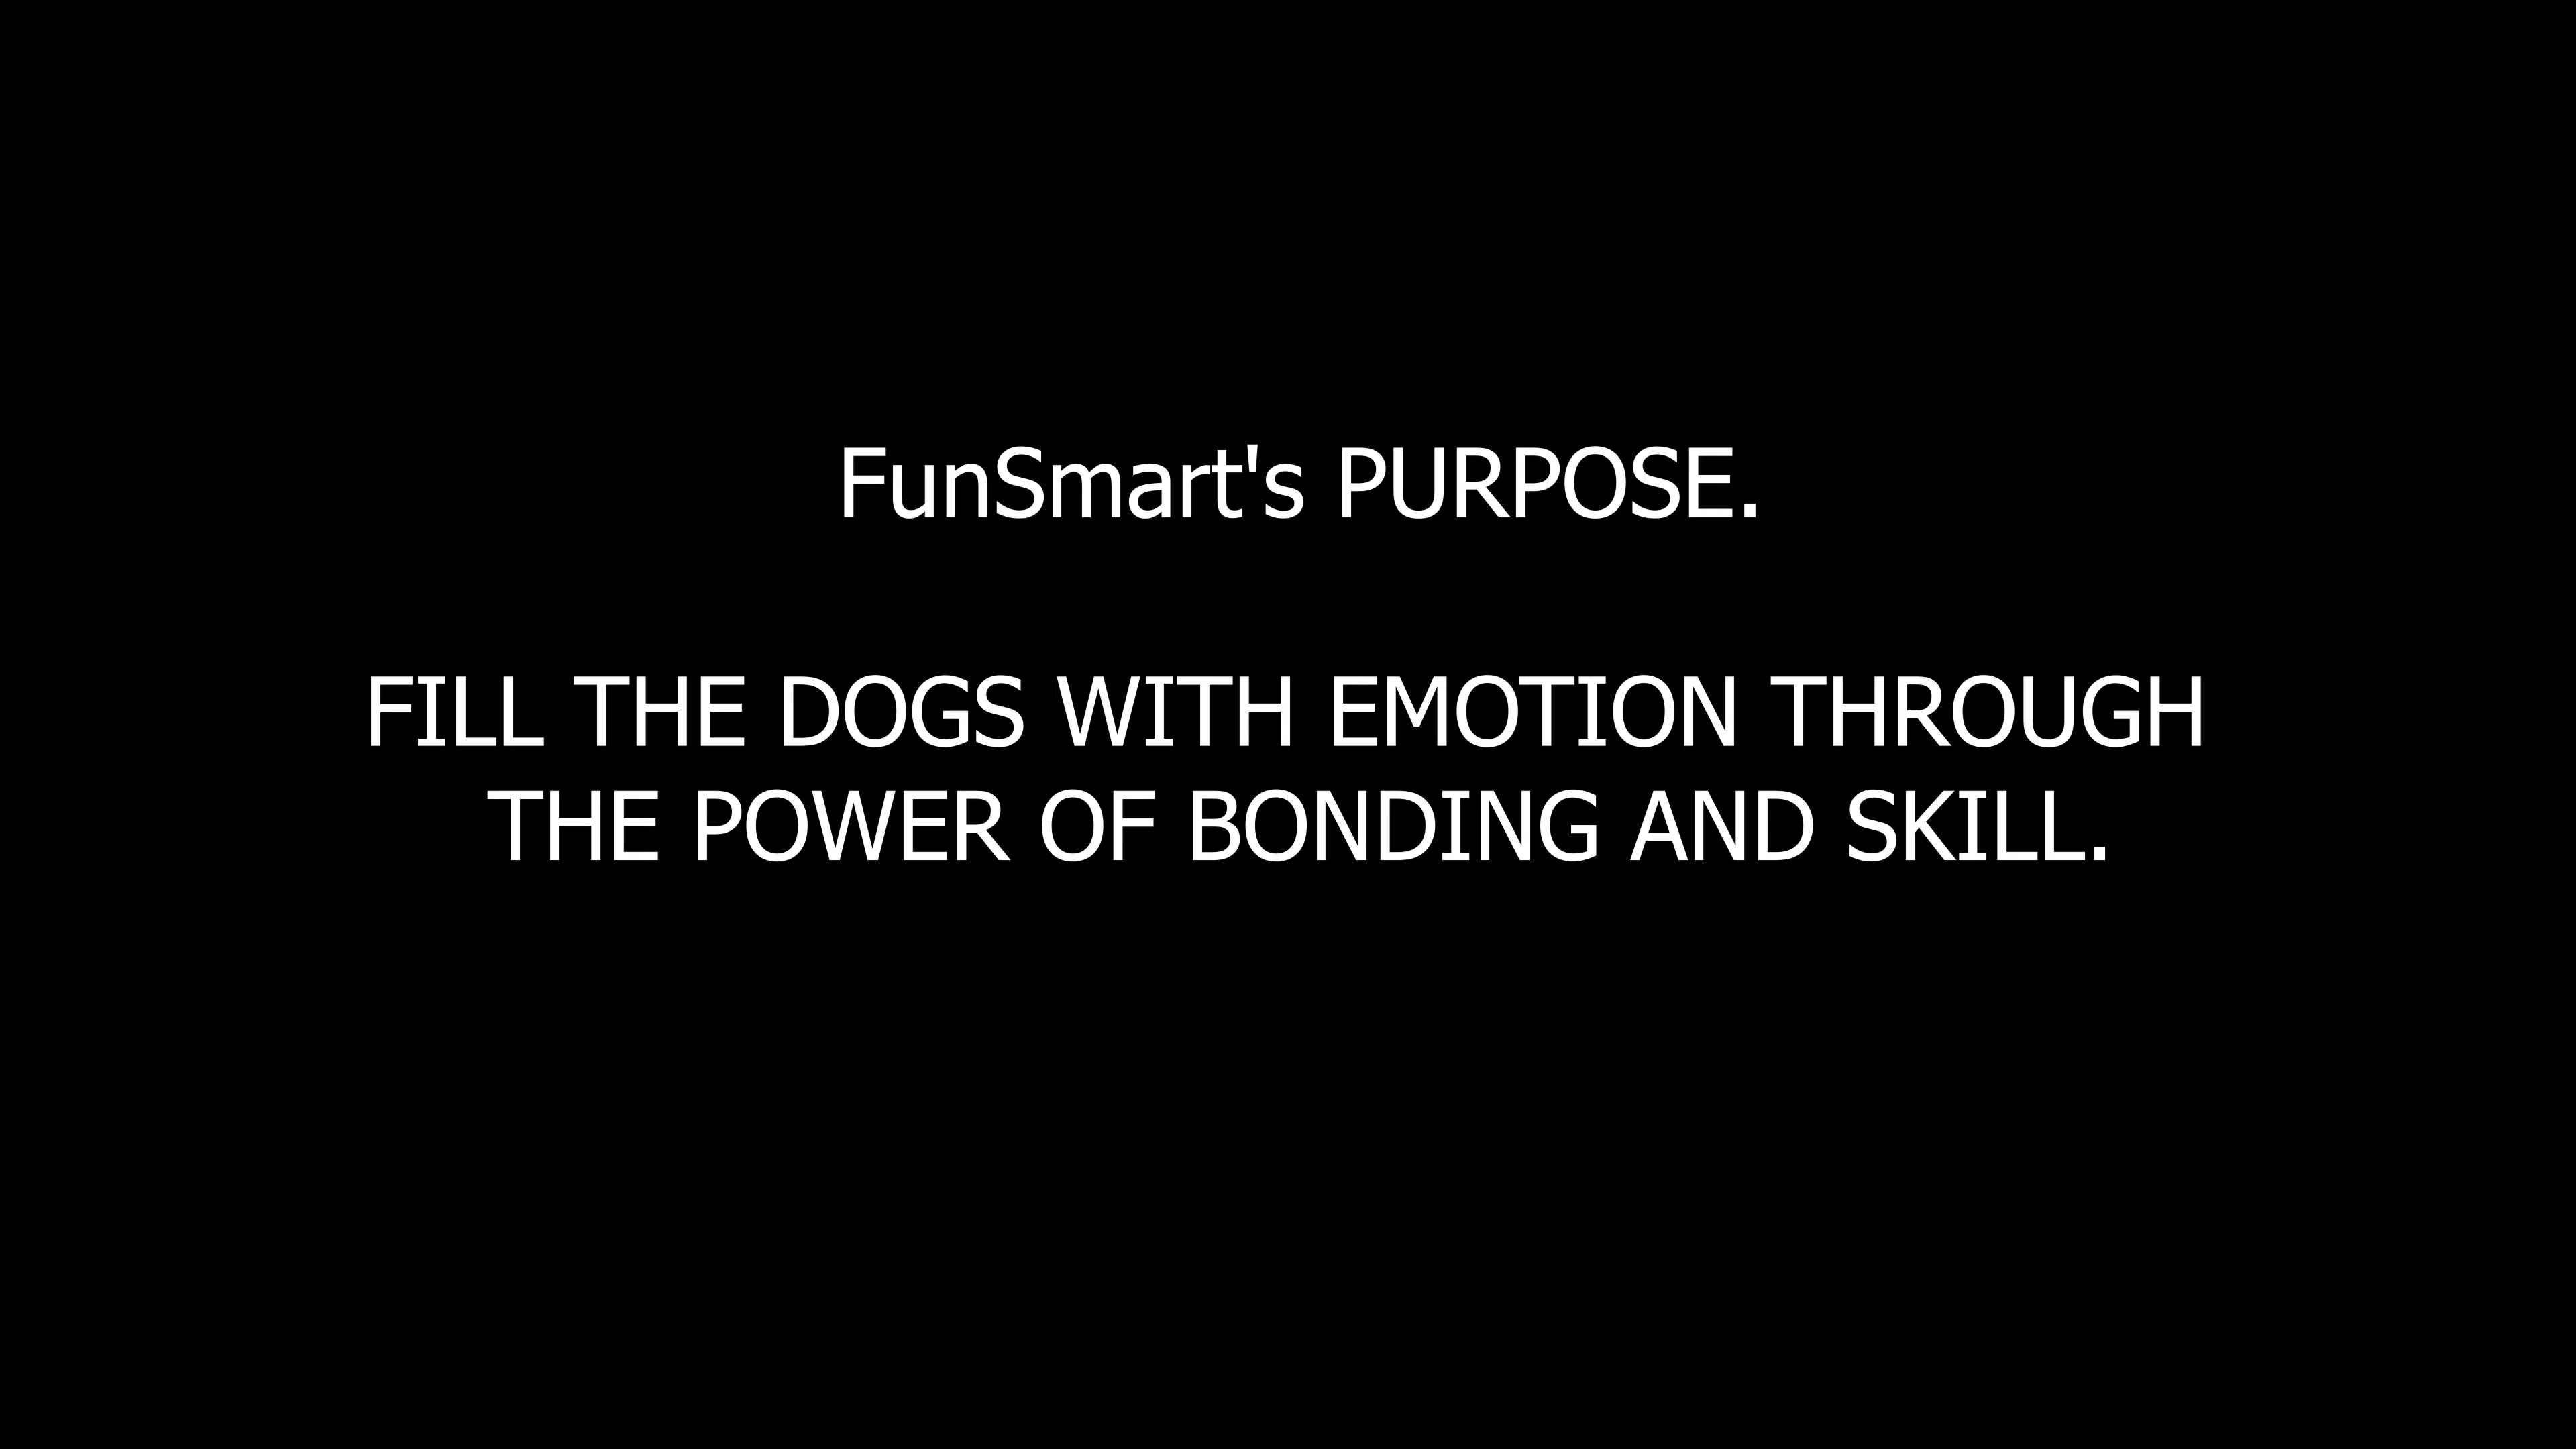 FunSmart's PURPOSE.
FILL THE DOGS WITH EMOTION THROUGH
THE POWER OF BONDING AND SKILL.